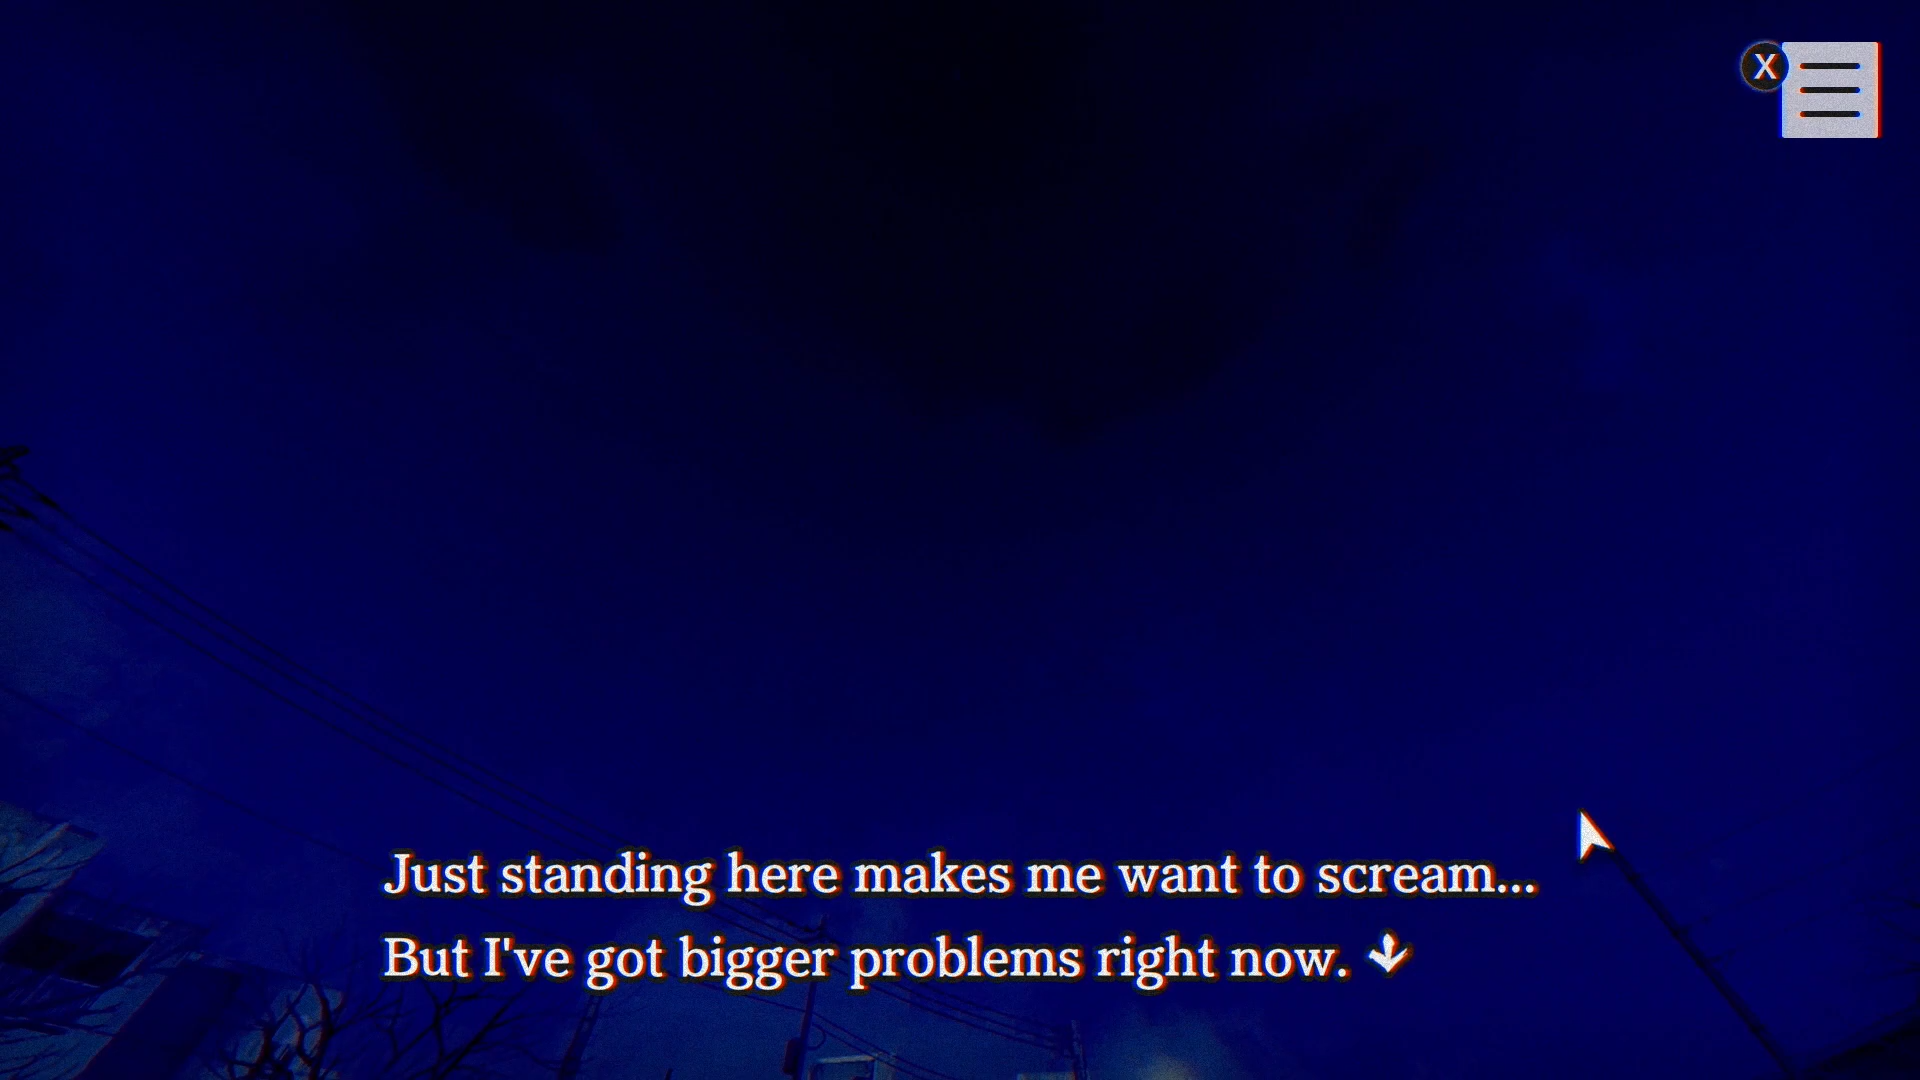 X
Just standing here makes me want to scream...
But I've got bigger problems right now.